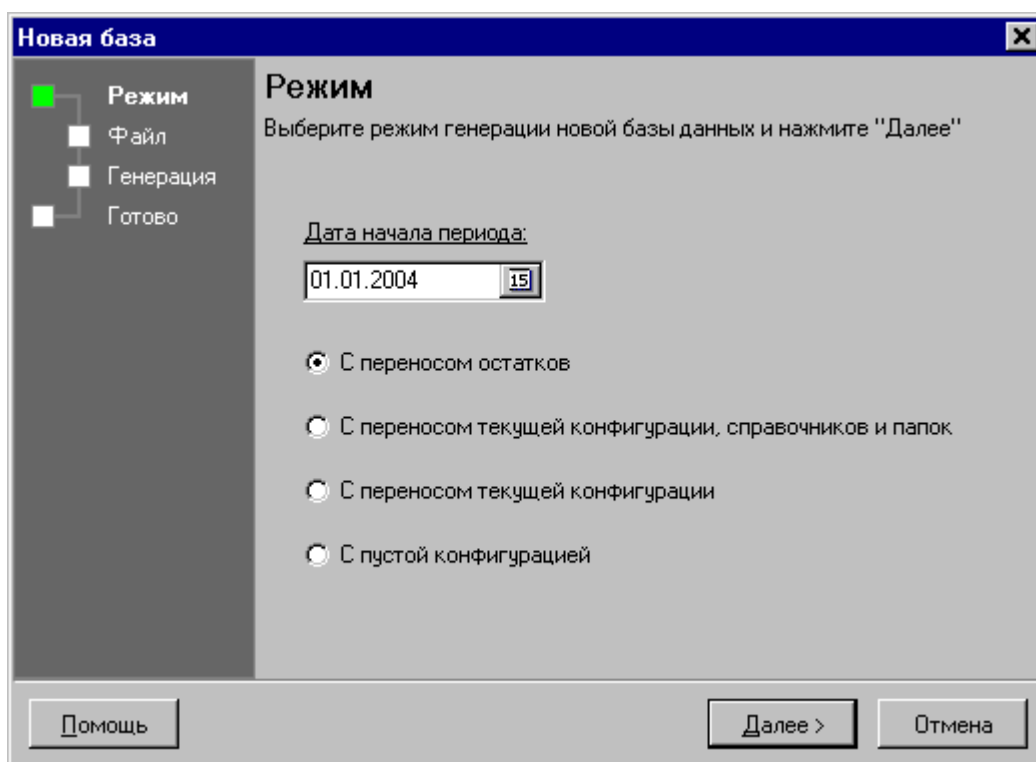 Новая база
Режим
Файл
Генерация
Готово
Режим
Выберите режим генерации новой базы данных и нажмите "Далее"
Дата начала периода:
01.01.2004
15
С переносом остатков
С переносом текущей конфигурации, справочников и папок
С переносом текущей конфигурации
С пустой конфигурацией
Помощь
Далее >
Отмена